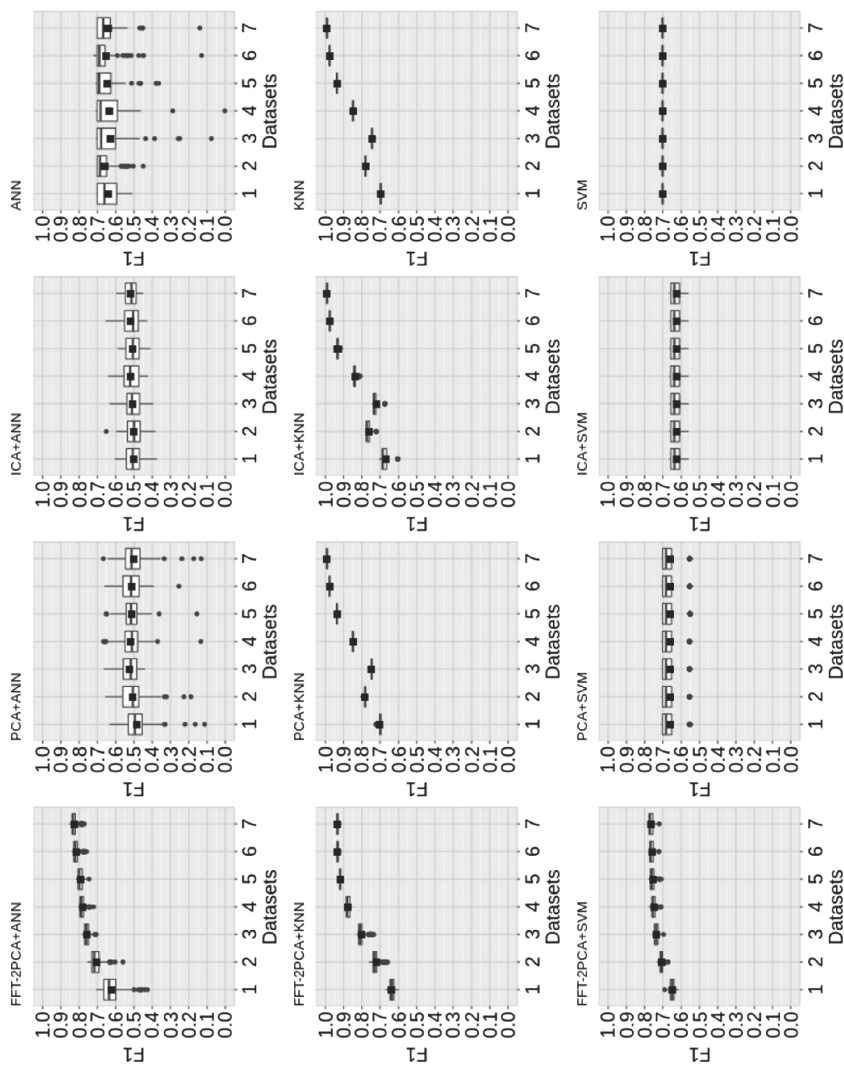 FFT-2PCA+ANN
1.0
0.9
0.8
0.7
0.6
0.5
0.4
0.3
0.2
0.1
0.0
F1
1 2 3 4 5 6 7
Datasets
PCA+ANN
1.0
0.9
0.8
0.7
0.6
0.5
0.4
0.3
0.2
0.1
0.0
F1
1 2 3 4 5 6 7
Datasets
ICA+ANN
1.0
0.9
0.8
0.7
0.6
0.5
0.4
0.3
0.2
0.1
0.0
F1
1 2 3 4 5 6 7
Datasets
ANN
1.0
0.9
0.8
0.7
0.6
0.5
0.4
0.3
0.2
0.1
0.0
F1
1 2 3 4 5 6 7
Datasets
FFT-2PCA+KNN
1.0
0.9
0.8
0.7
0.6
0.5
0.4
0.3
0.2
0.1
0.0
F1
1 2 3 4 5 6 7
Datasets
PCA+KNN
1.0
0.9
0.8
0.7
0.6
0.5
0.4
0.3
0.2
0.1
0.0
F1
1 2 3 4 5 6 7
Datasets
ICA+KNN
1.0
0.9
0.8
0.7
0.6
0.5
0.4
0.3
0.2
0.1
0.0
F1
1 2 3 4 5 6 7
Datasets
KNN
1.0
0.9
0.8
0.7
0.6
0.5
0.4
0.3
0.2
0.1
0.0
F1
1 2 3 4 5 6 7
Datasets
FFT-2PCA+SVM
1.0
0.9
0.8
0.7
0.6
0.5
0.4
0.3
0.2
0.1
0.0
F1
1 2 3 4 5 6 7
Datasets
PCA+SVM
1.0
0.9
0.8
0.7
0.6
0.5
0.4
0.3
0.2
0.1
0.0
F1
1 2 3 4 5 6 7
Datasets
ICA+SVM
1.0
0.9
0.8
0.7
0.6
0.5
0.4
0.3
0.2
0.1
0.0
F1
1 2 3 4 5 6 7
Datasets
SVM
1.0
0.9
0.8
0.7
0.6
0.5
0.4
0.3
0.2
0.1
0.0
F1
1 2 3 4 5 6 7
Datasets